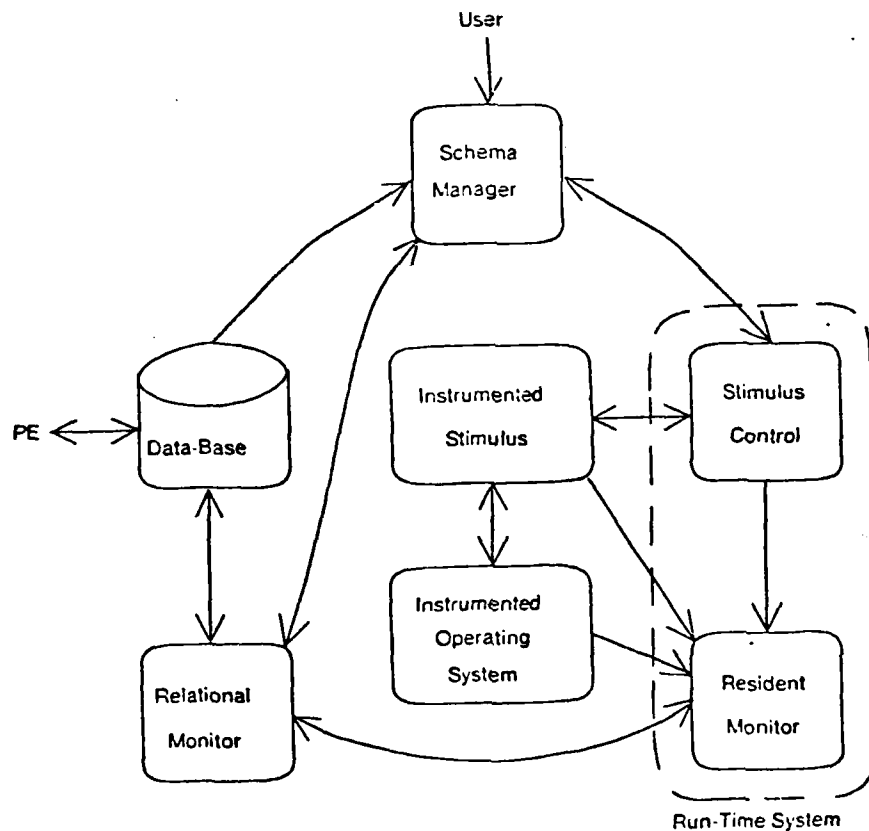 User
Schema
Manager
PE
Data-Base
Instrumented
Stimulus
Stimulus
Control
Instrumented
Operating
System
Relational
Monitor
Resident
Monitor
Run-Time System